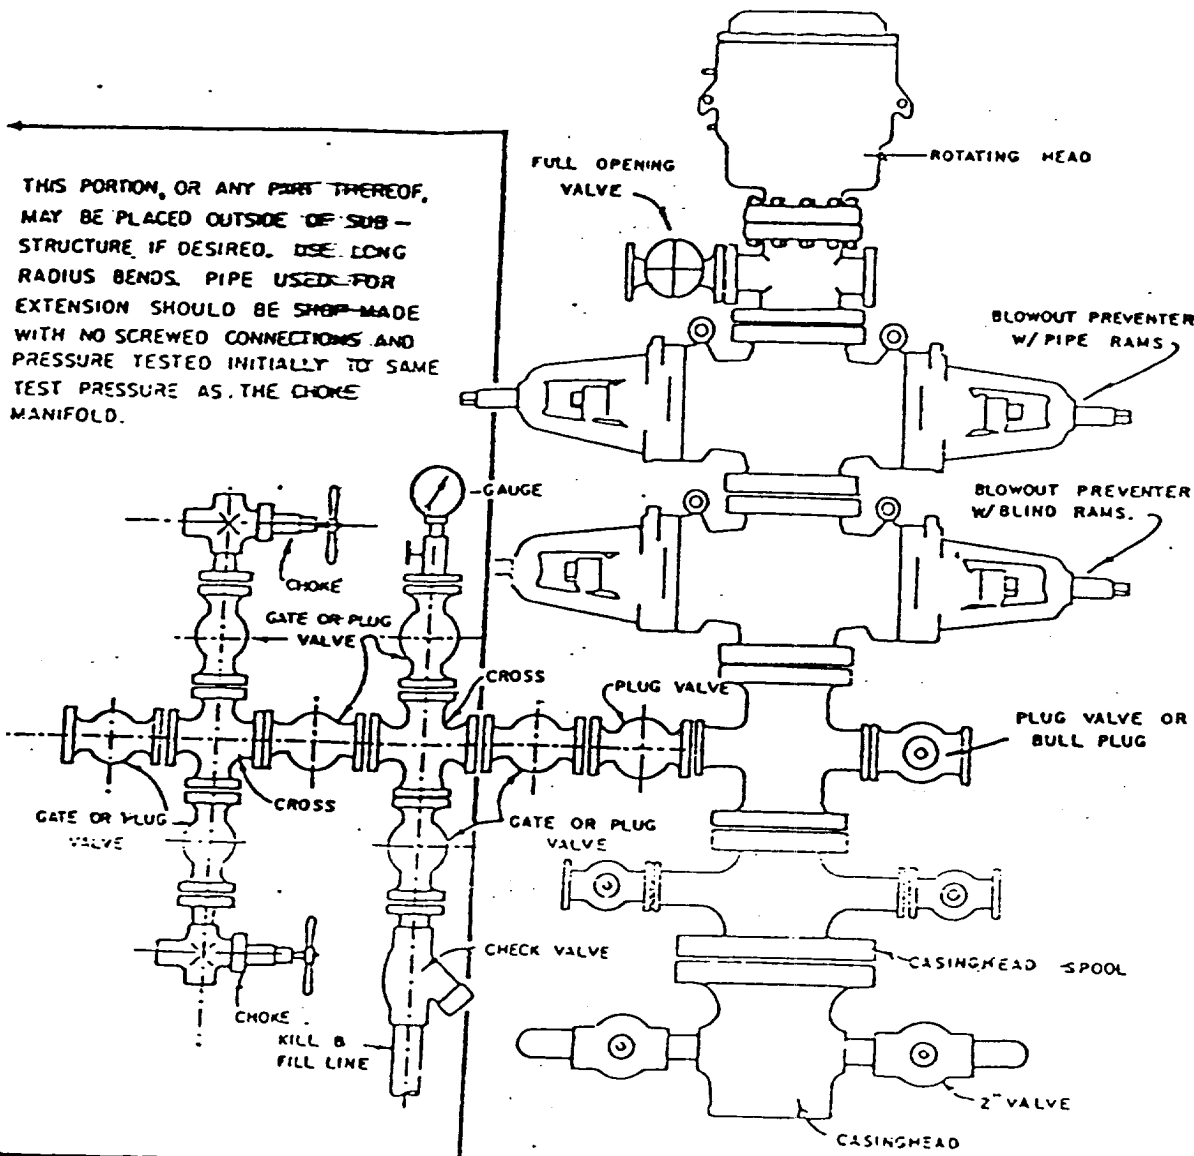 ROTATING HEAD
FULL OPENING
VALVE
THIS PORTION, OR ANY PART THEREOF,
MAY BE PLACED OUTSIDE OF SUB-
STRUCTURE IF DESIRED. USE LONG
RADIUS BENDS. PIPE USED FOR
EXTENSION SHOULD BE SHOP MADE
WITH NO SCREWED CONNECTIONS AND
PRESSURE TESTED INITIALLY TO SAME
TEST PRESSURE AS THE CHOKE
MANIFOLD.
BLOWOUT PREVENTER
W/ PIPE RAMS
GAUGE
BLOWOUT PREVENTER
W/ BLIND RAMS.
CHOKE
GATE OR PLUG
VALVE
CROSS
PLUG VALVE
PLUG VALVE OR
BULL PLUG
CROSS
GATE OR PLUG
VALVE
GATE OR PLUG
VALVE
CHECK VALVE
CASINGHEAD SPOOL
CHOKE
KILL &
FILL LINE
2" VALVE
CASINGHEAD